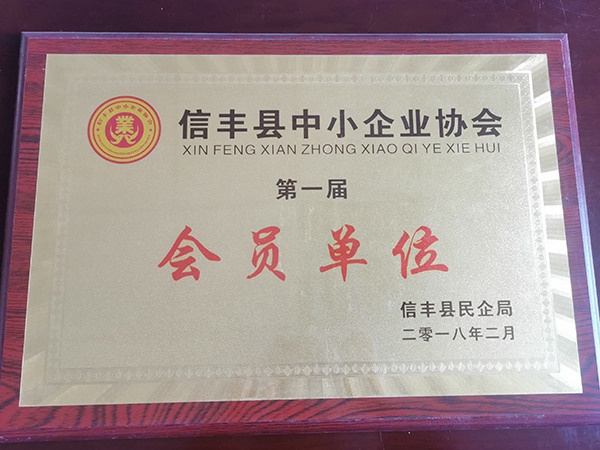 信丰县中小企业协会
XIN FENG XIAN ZHONG XIAO QI YE XIE HUI
第一届
会员单位
信丰县民企局
二零一八年二月